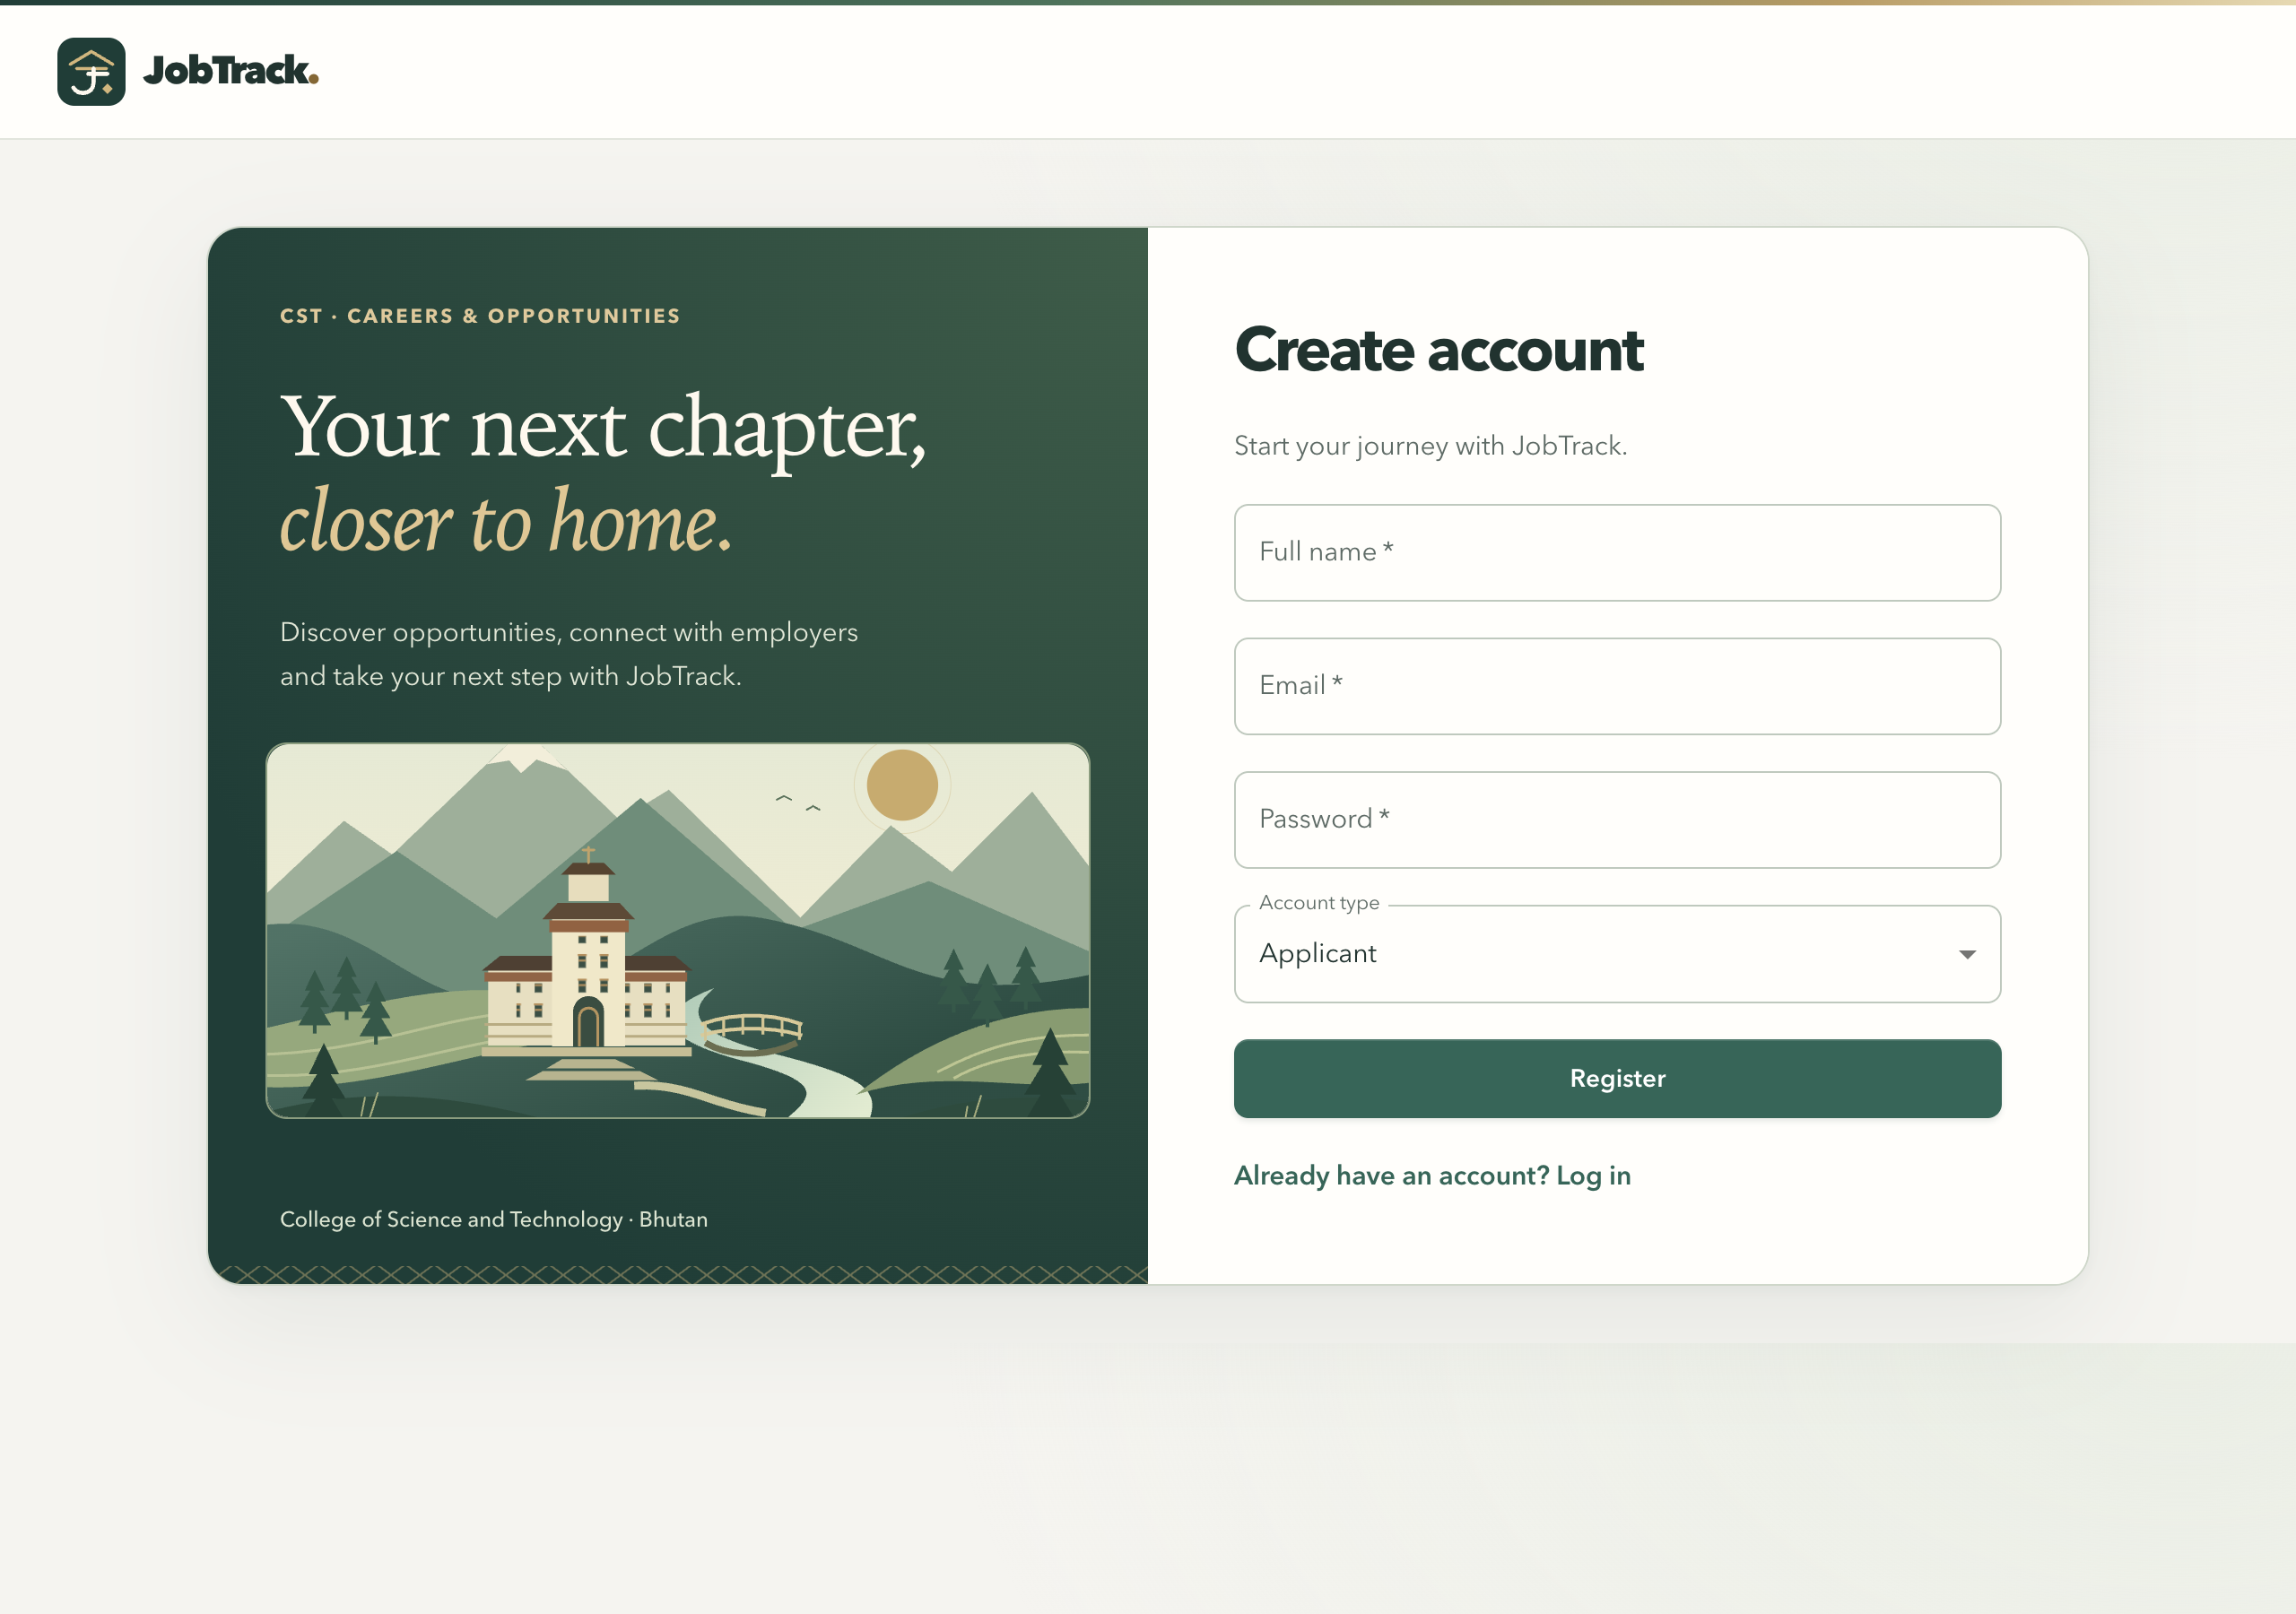 JobTrack.
CST · CAREERS & OPPORTUNITIES
Your next chapter,
closer to home.
Discover opportunities, connect with employers
and take your next step with JobTrack.
College of Science and Technology · Bhutan
Create account
Start your journey with JobTrack.
Full name *
Email *
Password *
Account type
Applicant
Register
Already have an account? Log in